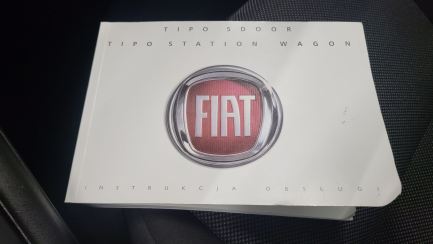 TIPO 5DOOR
TIPO STATION WAGON
FIAT
INSTRUKCJA OBSŁUGI